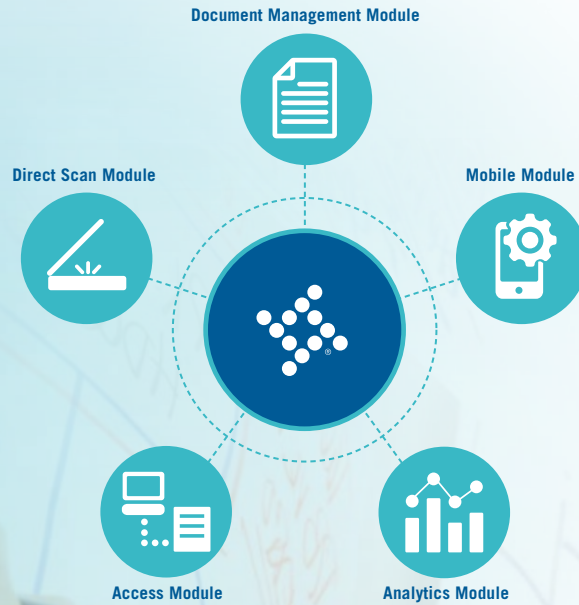 Document Management Module
Direct Scan Module
Mobile Module
®
Access Module
Analytics Module